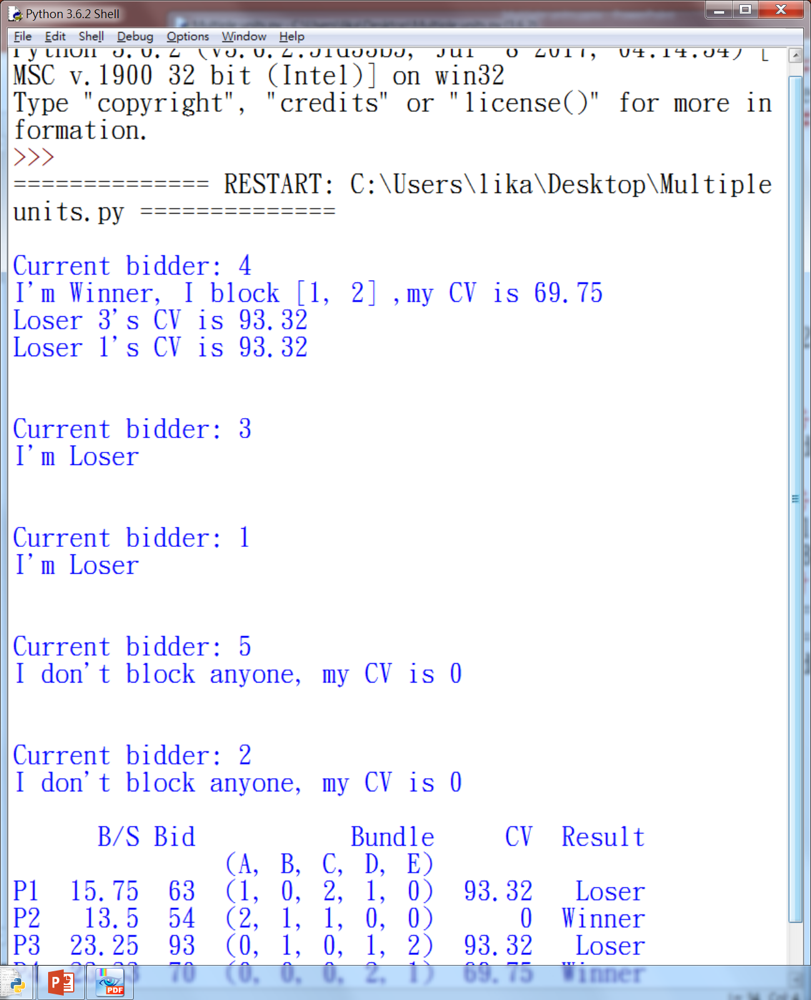 Python 3.6.2 Shell
File Edit Shell Debug Options Window Help
MSC v.1900 32 bit (Intel)] on win32
Type "copyright", "credits" or "license()" for more in
formation.
>>>
============== RESTART: C:\Users\lika\Desktop\Multiple
units.py ==============
Current bidder: 4
I'm Winner, I block [1, 2] ,my CV is 69.75
Loser 3's CV is 93.32
Loser 1's CV is 93.32
Current bidder: 3
I'm Loser
Current bidder: 1
I'm Loser
Current bidder: 5
I don't block anyone, my CV is 0
Current bidder: 2
I don't block anyone, my CV is 0
B/S Bid Bundle CV Result
(A, B, C, D, E)
P1 15.75 63 (1, 0, 2, 1, 0) 93.32 Loser
P2 13.5 54 (2, 1, 1, 0, 0) 0 Winner
P3 23.25 93 (0, 1, 0, 1, 2) 93.32 Loser
70 (0, 0, 0, 2, 1) 69.75 Winner
PDF